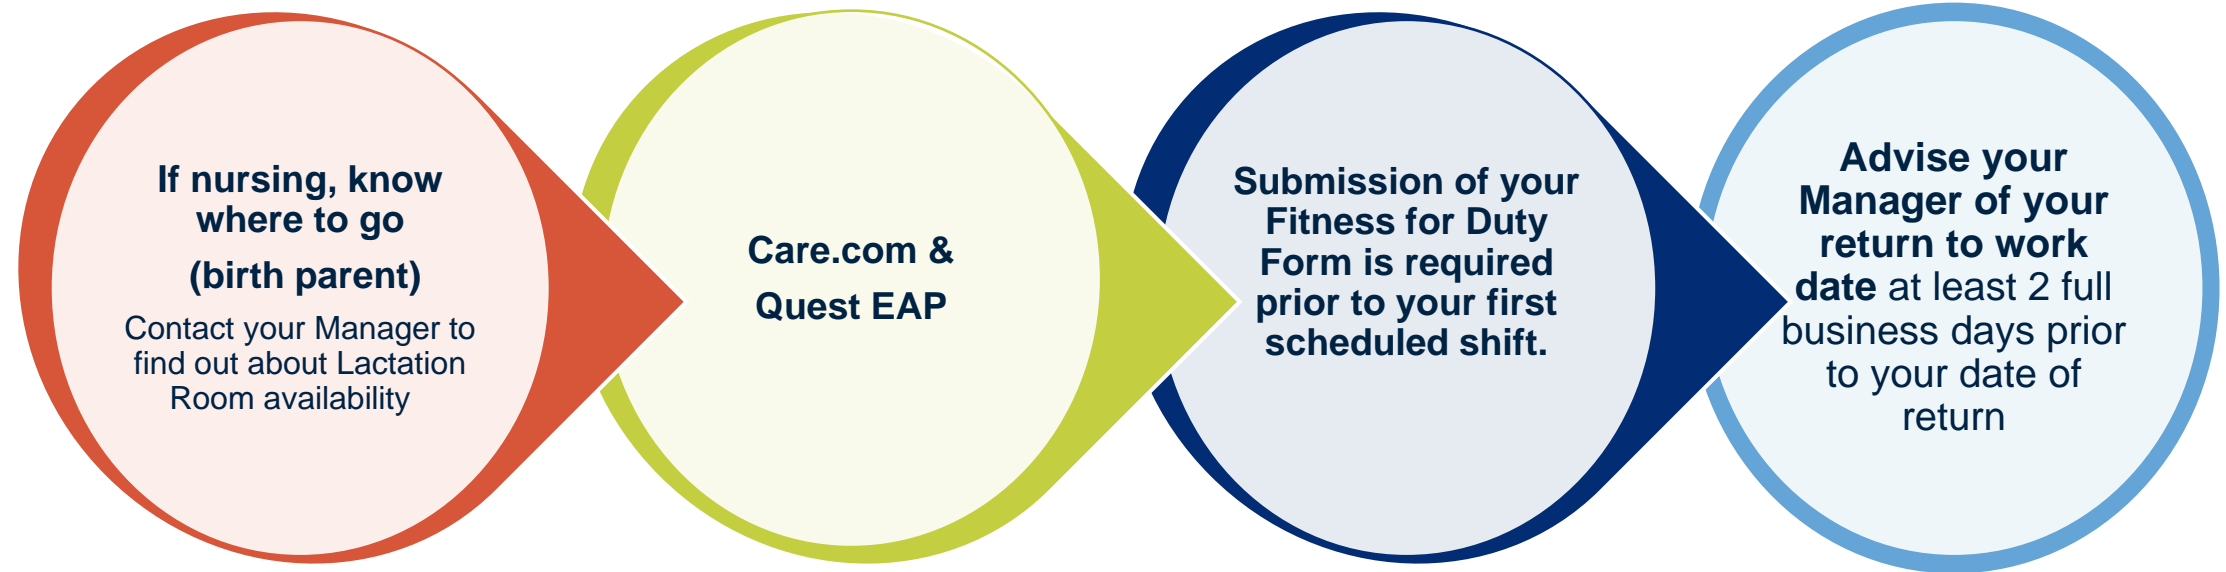 If nursing, know
where to go
(birth parent)
Contact your Manager to
find out about Lactation
Room availability
Care.com &
Quest EAP
Submission of your
Fitness for Duty
Form is required
prior to your first
scheduled shift.
Advise your
Manager of your
return to work
date at least 2 full
business days prior
to your date of
return